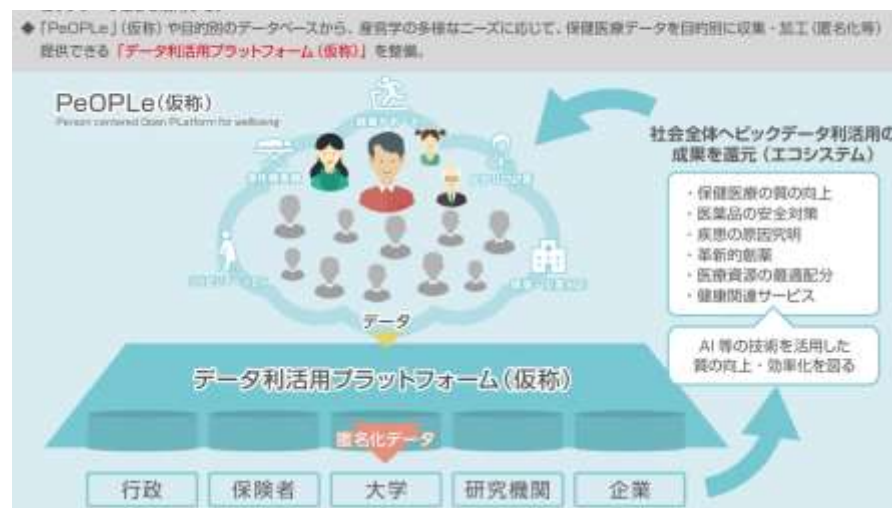 ◆「PeOPLe」(仮称)や目的別のデータベースから、産官学の多様なニーズに応じて、保健医療データを目的別に収集・加工(匿名化等)
提供できる「データ利活用プラットフォーム(仮称)」を整備。
PeOPLe(仮称)
Person centered Open PLatform for wellbeing
社会全体へビックデータ利活用の
成果を還元(エコシステム)
・保健医療の質の向上
・医薬品の安全対策
・疾患の原因究明
・革新的創薬
・医療資源の最適配分
・健康関連サービス
AI等の技術を活用した
質の向上・効率化を図る
データ
データ利活用プラットフォーム(仮称)
匿名化データ
行政
保険者
大学
研究機関
企業